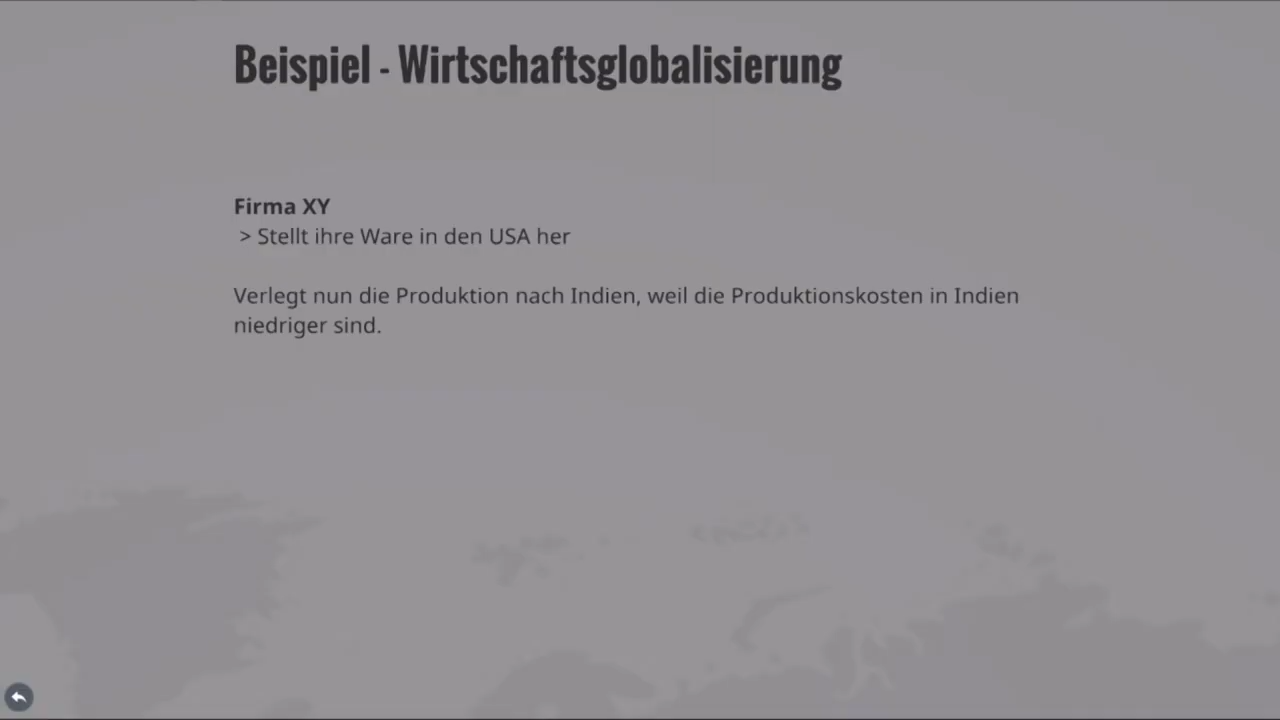 Beispiel - Wirtschaftsglobalisierung
Firma XY
> Stellt ihre Ware in den USA her
Verlegt nun die Produktion nach Indien, weil die Produktionskosten in Indien
niedriger sind.